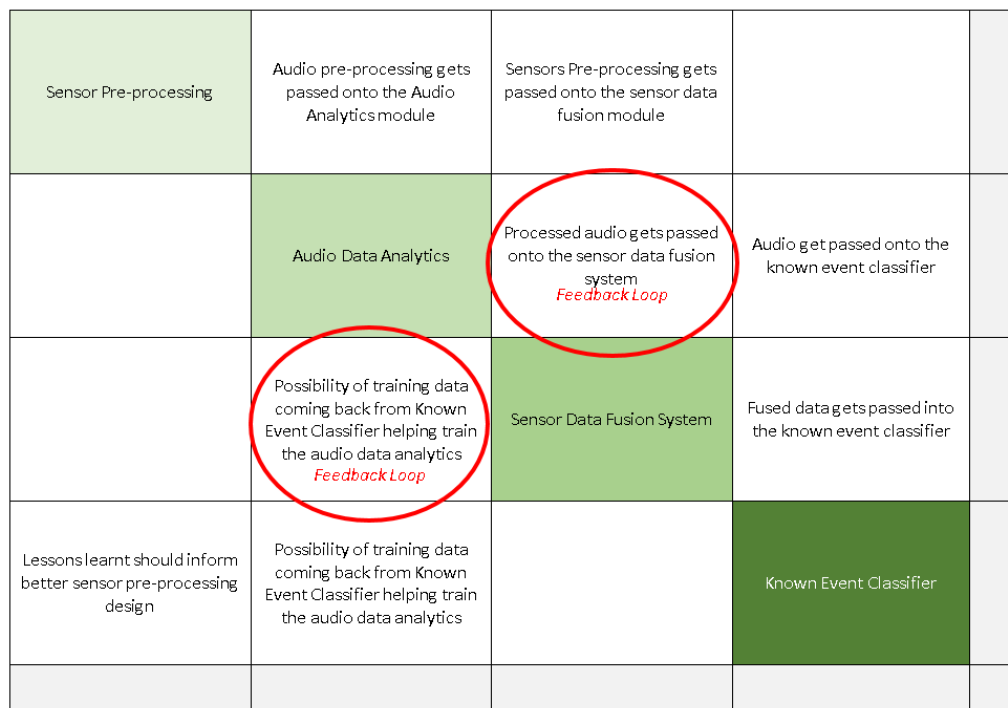 Sensor Pre-processing
Audio pre-processing gets
passed onto the Audio
Analytics module
Sensors Pre-processing gets
passed onto the sensor data
fusion module
Audio Data Analytics
Processed audio gets passed
onto the sensor data fusion
system
Feedback Loop
Audio get passed onto the
known event classifier
Possibility of training data
coming back from Known
Event Classifier helping train
the audio data analytics
Feedback Loop
Sensor Data Fusion System
Fused data gets passed into
the known event classifier
Lessons learnt should inform
better sensor pre-processing
design
Possibility of training data
coming back from Known
Event Classifier helping train
the audio data analytics
Known Event Classifier